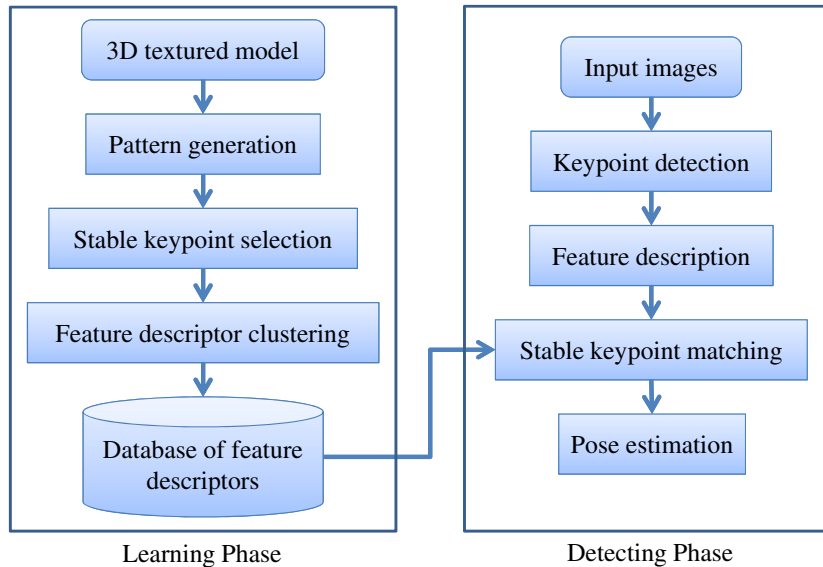 3D textured model
Pattern generation
Stable keypoint selection
Feature descriptor clustering
Database of feature
descriptors
Learning Phase
Input images
Keypoint detection
Feature description
Stable keypoint matching
Pose estimation
Detecting Phase